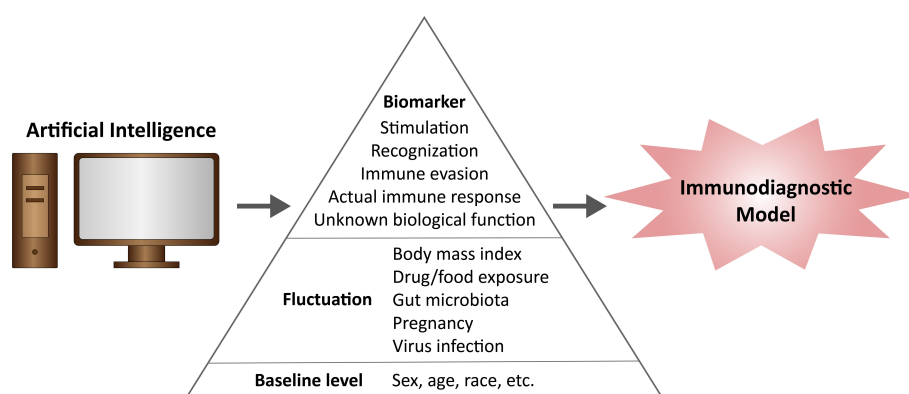 Artificial Intelligence
Biomarker
Stimulation
Recognization
Immune evasion
Actual immune response
Unknown biological function
Fluctuation
Body mass index
Drug/food exposure
Gut microbiota
Pregnancy
Virus infection
Baseline level
Sex, age, race, etc.
Immunodiagnostic
Model